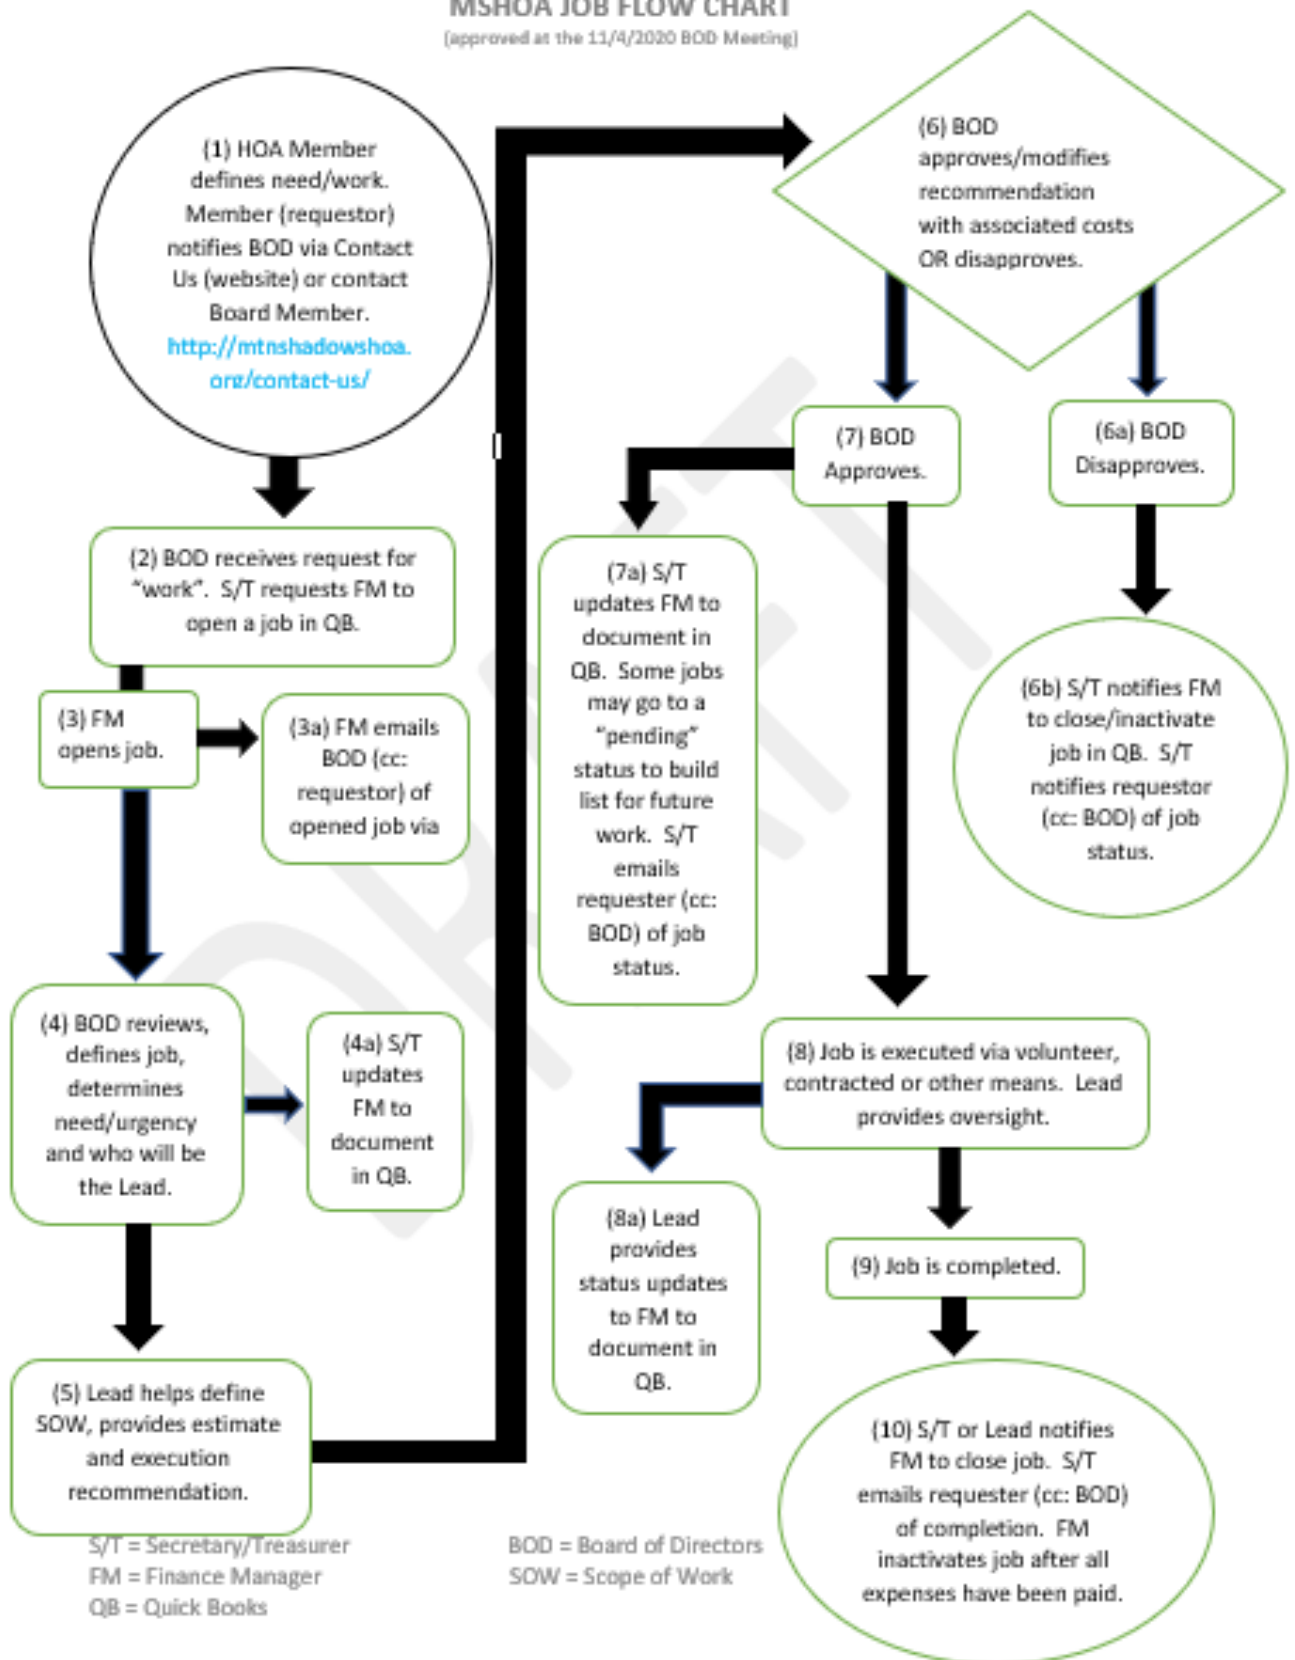 MSHOA JOB FLOW CHART
(approved at the 11/4/2020 BOD Meeting)
(1) HOA Member
defines need/work.
Member (requestor)
notifies BOD via Contact
Us (website) or contact
Board Member.
http://mtnshadowshoa.
org/contact-us/
(2) BOD receives request for
“work”. S/T requests FM to
open a job in QB.
(3) FM
opens job.
(3a) FM emails
BOD (cc:
requestor) of
opened job via
(4) BOD reviews,
defines job,
determines
need/urgency
and who will be
the Lead.
(4a) S/T
updates
FM to
document
in QB.
(5) Lead helps define
SOW, provides estimate
and execution
recommendation.
(6) BOD
approves/modifies
recommendation
with associated costs
OR disapproves.
(7) BOD
Approves.
(6a) BOD
Disapproves.
(7a) S/T
updates FM to
document in
QB. Some jobs
may go to a
“pending”
status to build
list for future
work. S/T
emails
requester (cc:
BOD) of job
status.
(6b) S/T notifies FM
to close/inactivate
job in QB. S/T
notifies requestor
(cc: BOD) of job
status.
(8) Job is executed via volunteer,
contracted or other means. Lead
provides oversight.
(8a) Lead
provides
status updates
to FM to
document in
QB.
(9) Job is completed.
(10) S/T or Lead notifies
FM to close job. S/T
emails requester (cc: BOD)
of completion. FM
inactivates job after all
expenses have been paid.
S/T = Secretary/Treasurer
FM = Finance Manager
QB = Quick Books
BOD = Board of Directors
SOW = Scope of Work
DRAFT